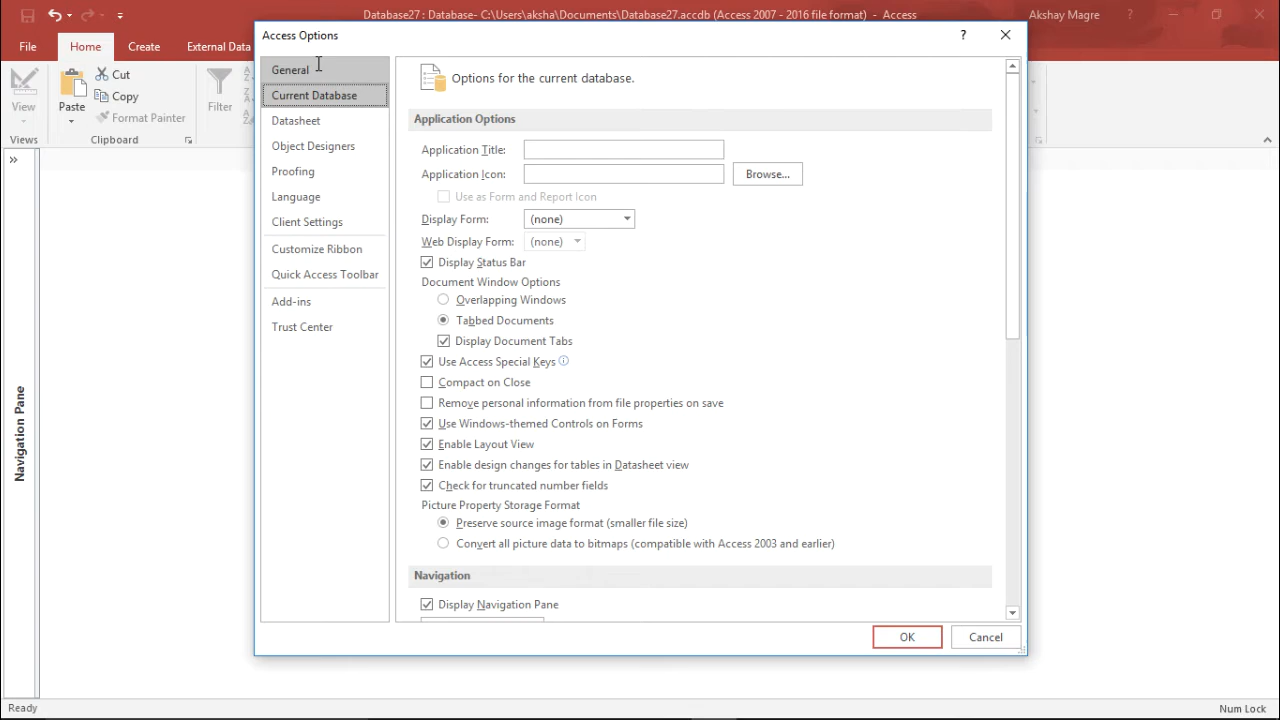 Database27 : Database- C:\Users\aksha\Documents\Database27.accdb (Access 2007 - 2016 file format) - Access
Akshay Magre ?
File Home Create External Data
View
Views
Paste
Cut
Copy
Format Painter
Clipboard
Filter
Access Options ?
General
Current Database
Datasheet
Object Designers
Proofing
Language
Client Settings
Customize Ribbon
Quick Access Toolbar
Add-ins
Trust Center
Options for the current database.
Application Options
Application Title:
Application Icon: Browse...
Use as Form and Report Icon
Display Form: (none)
Web Display Form: (none)
Display Status Bar
Document Window Options
Overlapping Windows
Tabbed Documents
Display Document Tabs
Use Access Special Keys
Compact on Close
Remove personal information from file properties on save
Use Windows-themed Controls on Forms
Enable Layout View
Enable design changes for tables in Datasheet view
Check for truncated number fields
Picture Property Storage Format
Preserve source image format (smaller file size)
Convert all picture data to bitmaps (compatible with Access 2003 and earlier)
Navigation
Display Navigation Pane
OK Cancel
Navigation Pane
Ready
Num Lock